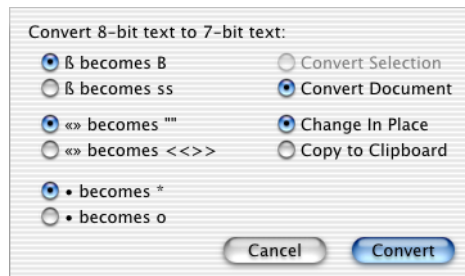 Convert 8-bit text to 7-bit text:
ß becomes B
Convert Selection
ß becomes ss
Convert Document
«» becomes ""
Change In Place
«» becomes <<>>
Copy to Clipboard
• becomes *
• becomes o
Cancel
Convert